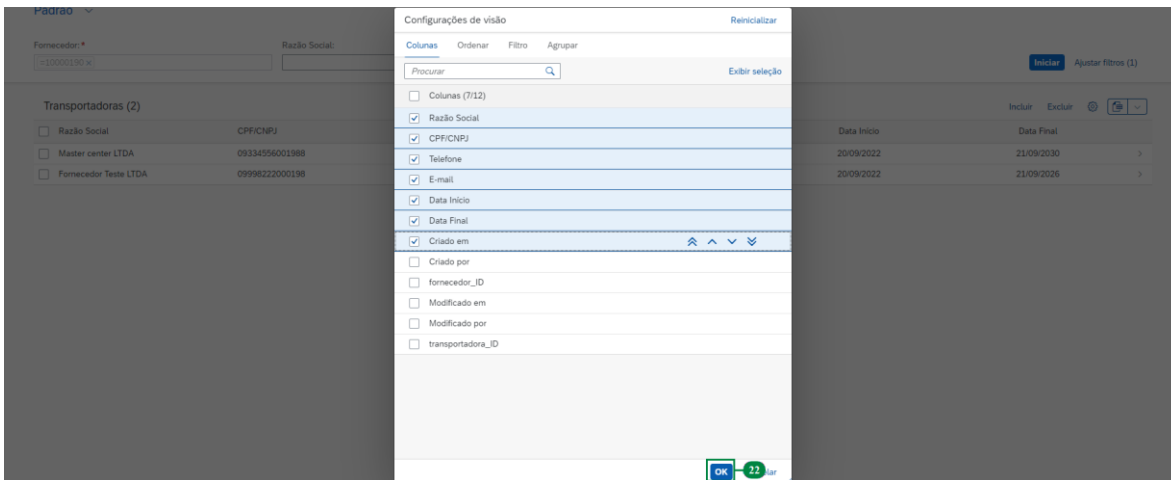 Padrão
Configurações de visão
Reinicializar
Fornecedor:*
Razão Social:
Colunas Ordenar Filtro Agrupar
=10000190
Iniciar Ajustar filtros (1)
Procurar
Exibir seleção
Colunas (7/12)
Transportadoras (2)
Incluir Excluir
Razão Social
Razão Social CPF/CNPJ Data Início Data Final
CPF/CNPJ
Master center LTDA 09334556001988 20/09/2022 21/09/2030
Telefone
Fornecedor Teste LTDA 09998222000198 20/09/2022 21/09/2026
E-mail
Data Início
Data Final
Criado em
Criado por
fornecedor_ID
Modificado em
Modificado por
transportadora_ID
OK 22 lar